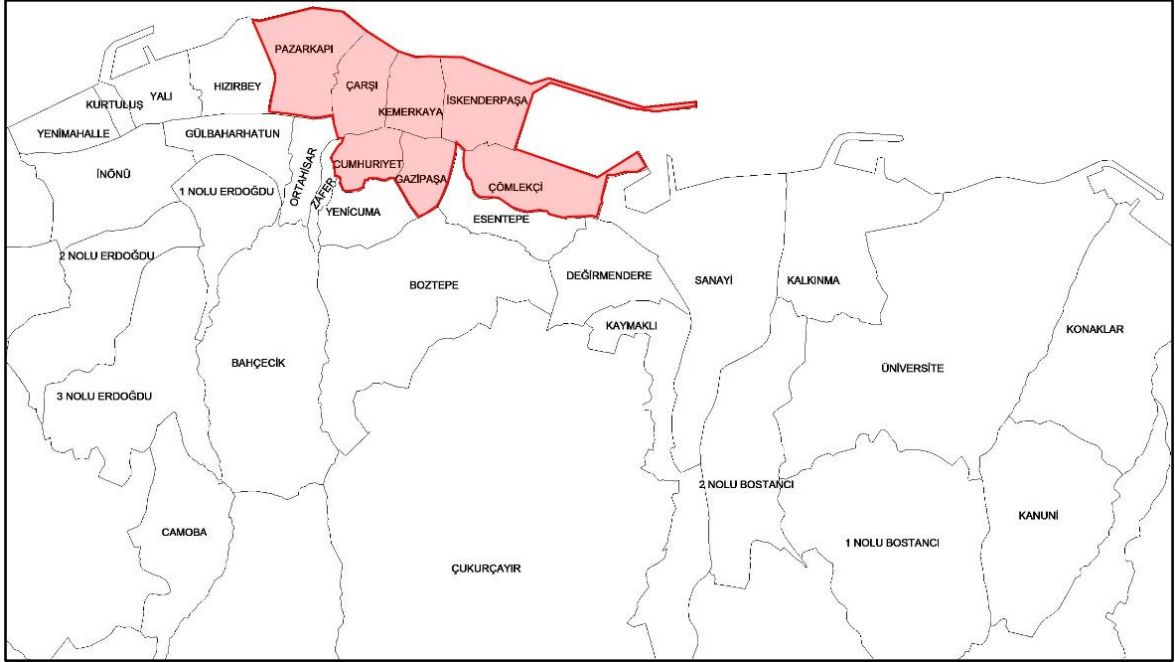 PAZARKAPI
ÇARŞI
HIZIRBEY
YALI
KURTULUŞ
KEMERKAYA
İSKENDERPAŞA
YENİMAHALLE
GÜLBAHARHATUN
İNÖNÜ
1 NOLU ERDOĞDU
ORTAHİSAR
ZAFER
CUMHURIYET
GAZİPAŞA
ÇÖMLEKÇİ
YENİCUMA
ESENTEPE
2 NOLU ERDOĞDU
BOZTEPE
DEĞİRMENDERE
SANAYİ
KALKINMA
KAYMAKLI
KONAKLAR
BAHÇECİK
ÜNİVERSİTE
3 NOLU ERDOĞDU
2 NOLU BOSTANCI
KANUNİ
CAMOBA
1 NOLU BOSTANCI
ÇUKURÇAYIR